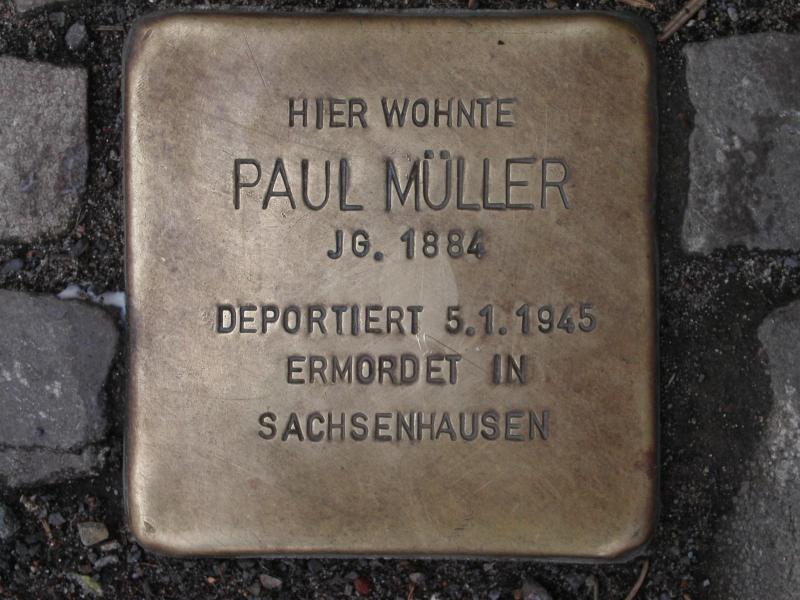 HIER WOHNTE
PAUL MÜLLER
JG. 1884
DEPORTIERT 5.1.1945
ERMORDET IN
SACHSENHAUSEN